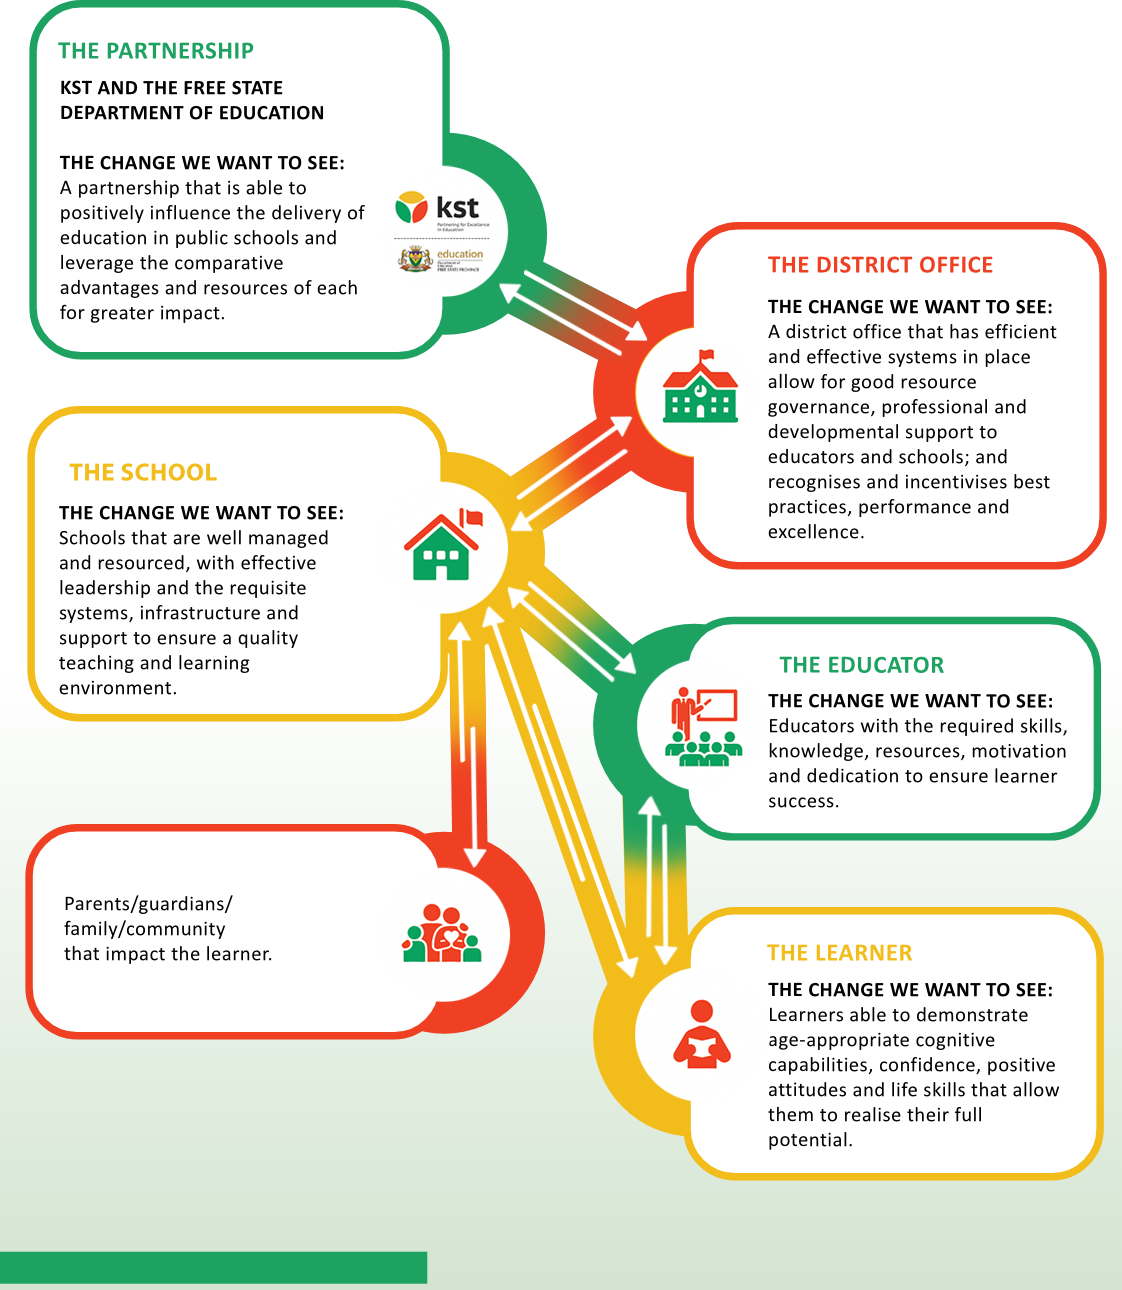 THE PARTNERSHIP
KST AND THE FREE STATE
DEPARTMENT OF EDUCATION
THE CHANGE WE WANT TO SEE:
A partnership that is able to
positively influence the delivery of
education in public schools and
leverage the comparative
advantages and resources of each
for greater impact.
kst
Partnering for Excellence
in Education
education
Department of
Education
FREE STATE PROVINCE
THE DISTRICT OFFICE
THE CHANGE WE WANT TO SEE:
A district office that has efficient
and effective systems in place
allow for good resource
governance, professional and
developmental support to
educators and schools; and
recognises and incentivises best
practices, performance and
excellence.
THE SCHOOL
THE CHANGE WE WANT TO SEE:
Schools that are well managed
and resourced, with effective
leadership and the requisite
systems, infrastructure and
support to ensure a quality
teaching and learning
environment.
THE EDUCATOR
THE CHANGE WE WANT TO SEE:
Educators with the required skills,
knowledge, resources, motivation
and dedication to ensure learner
success.
Parents/guardians/
family/community
that impact the learner.
THE LEARNER
THE CHANGE WE WANT TO SEE:
Learners able to demonstrate
age-appropriate cognitive
capabilities, confidence, positive
attitudes and life skills that allow
them to realise their full
potential.